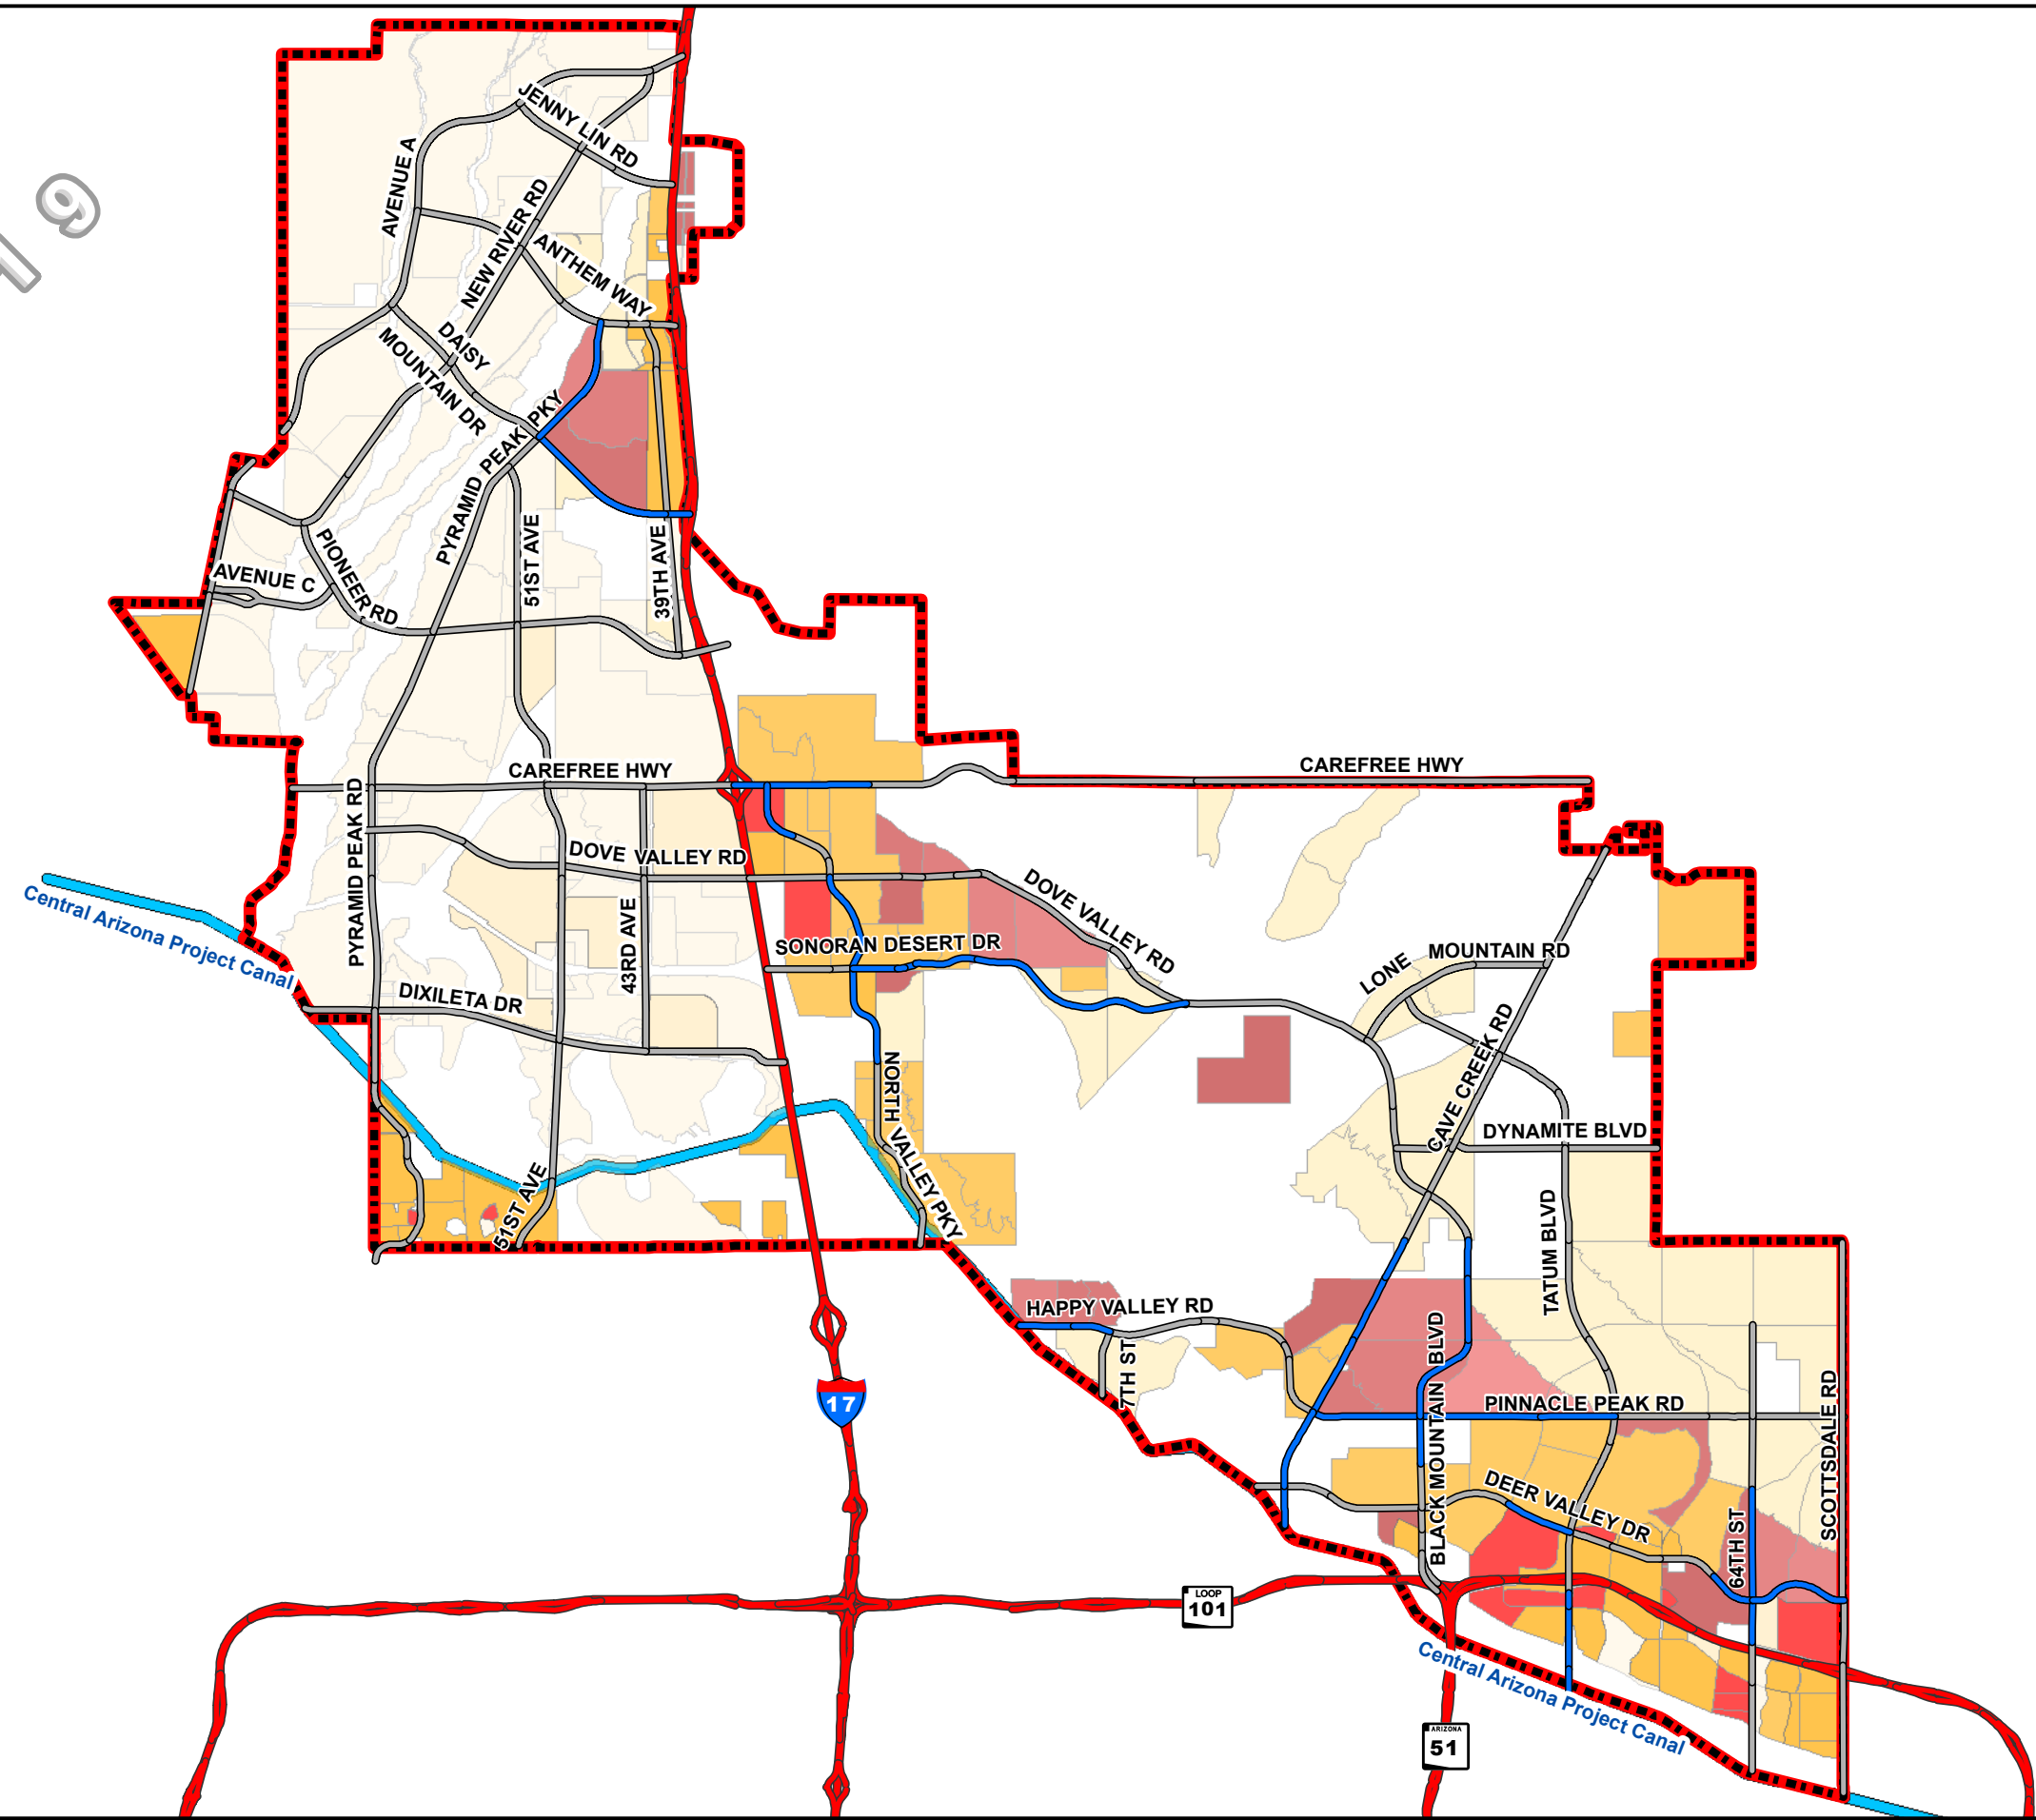 19
JENNY LIN RD
AVENUE A
NEW RIVER RD
ANTHEM WAY
DAISY
MOUNTAIN DR
PYRAMID PEAK PKY
51ST AVE
39TH AVE
PIONEER RD
AVENUE C
CAREFREE HWY
CAREFREE HWY
PYRAMID PEAK RD
DOVE VALLEY RD
DOVE VALLEY RD
43RD AVE
SONORAN DESERT DR
Central Arizona Project Canal
LONE
MOUNTAIN RD
DIXILETA DR
CAVE CREEK RD
NORTH VALLEY PKY
DYNAMITE BLVD
51ST AVE
TATUM BLVD
HAPPY VALLEY RD
7TH ST
BLACK MOUNTAIN BLVD
PINNACLE PEAK RD
SCOTTSDALE RD
17
DEER VALLEY DR
64TH ST
LOOP
101
Central Arizona Project Canal
ARIZONA
51